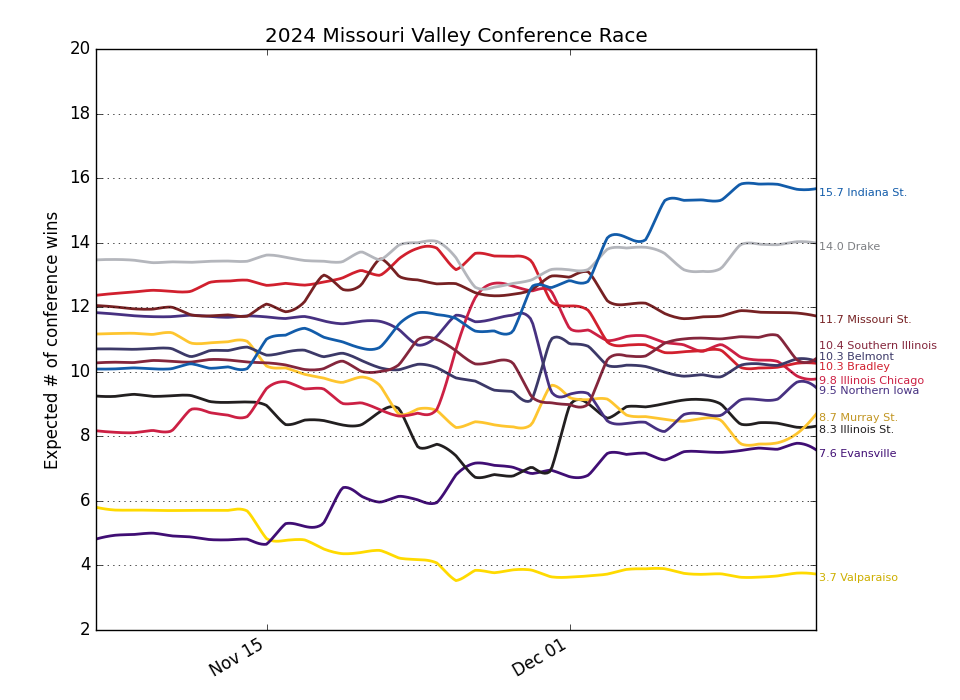 2024 Missouri Valley Conference Race
Expected # of conference wins
20
18
16
14
12
10
8
6
4
2
Nov 15
Dec 01
15.7 Indiana St.
14.0 Drake
11.7 Missouri St.
10.4 Southern Illinois
10.3 Belmont
10.3 Bradley
9.8 Illinois Chicago
9.5 Northern Iowa
8.7 Murray St.
8.3 Illinois St.
7.6 Evansville
3.7 Valparaiso